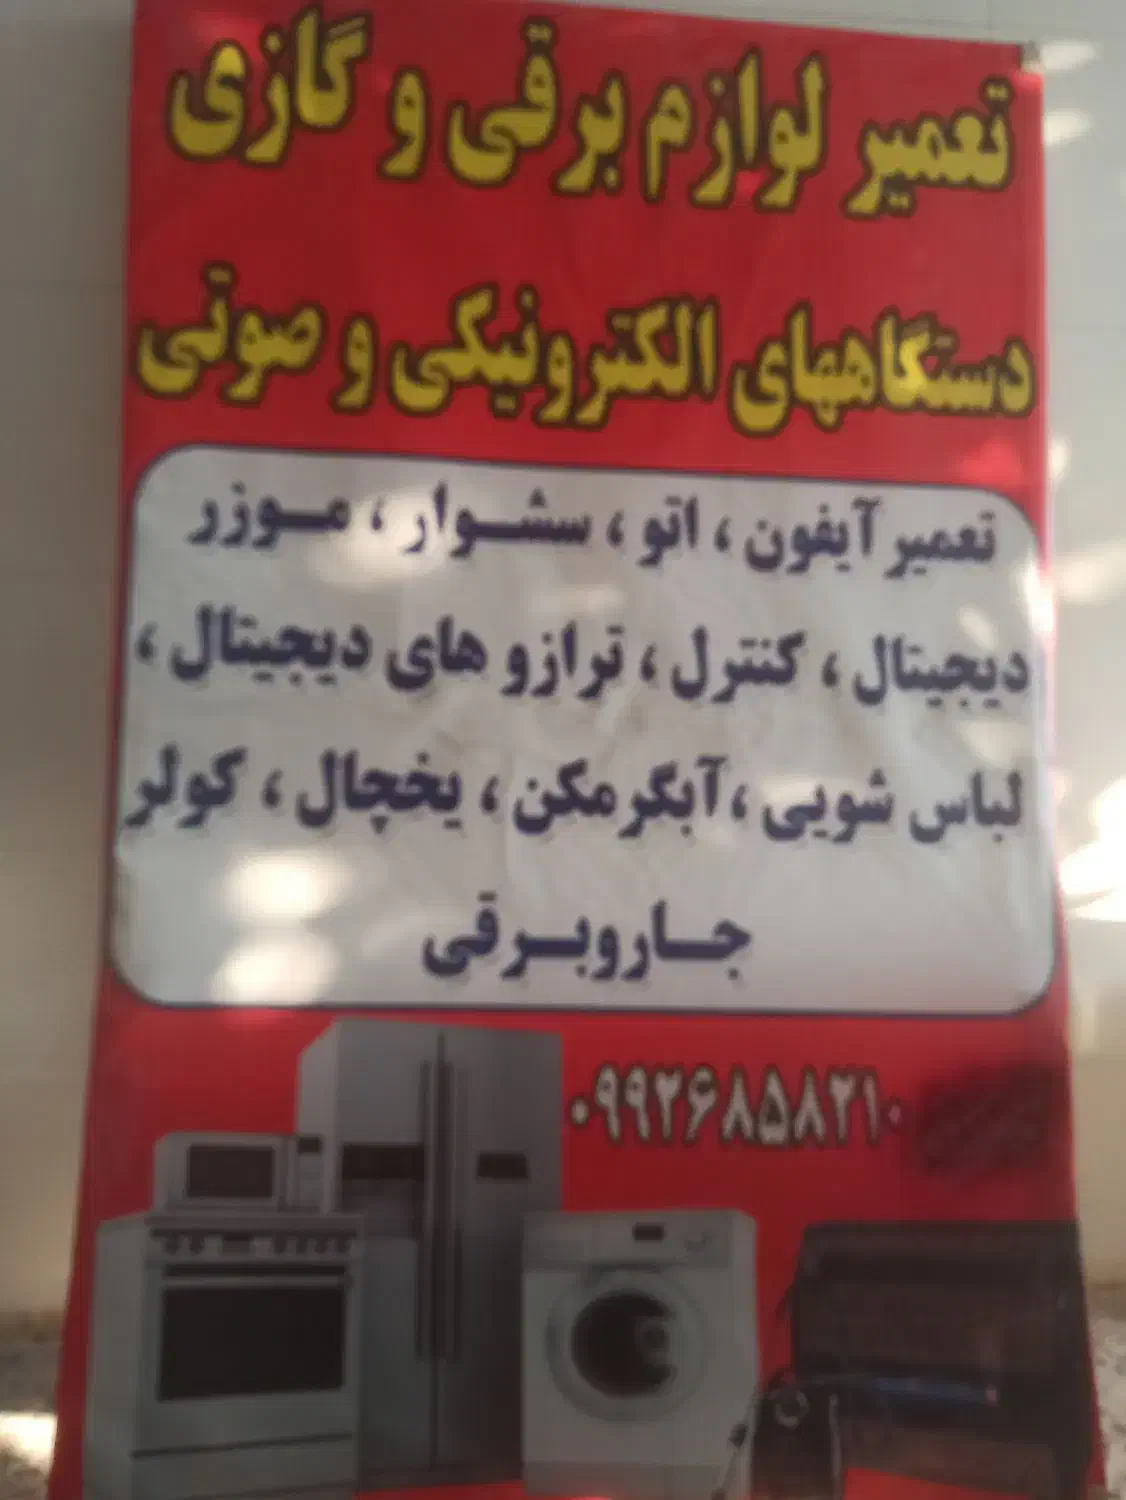 تعمیر لوازم برقی و گازی
دستگاههای الکترونیکی و صوتی
تعمیر آیفون ، اتو ، سشوار ، موزر
دیجیتال ، کنترل ، ترازو های دیجیتال ،
لباس شویی ، آبگرمکن ، یخچال ، کولر
جاروبرقی
۰۹۹۲۶۸۵۸۲۱۰